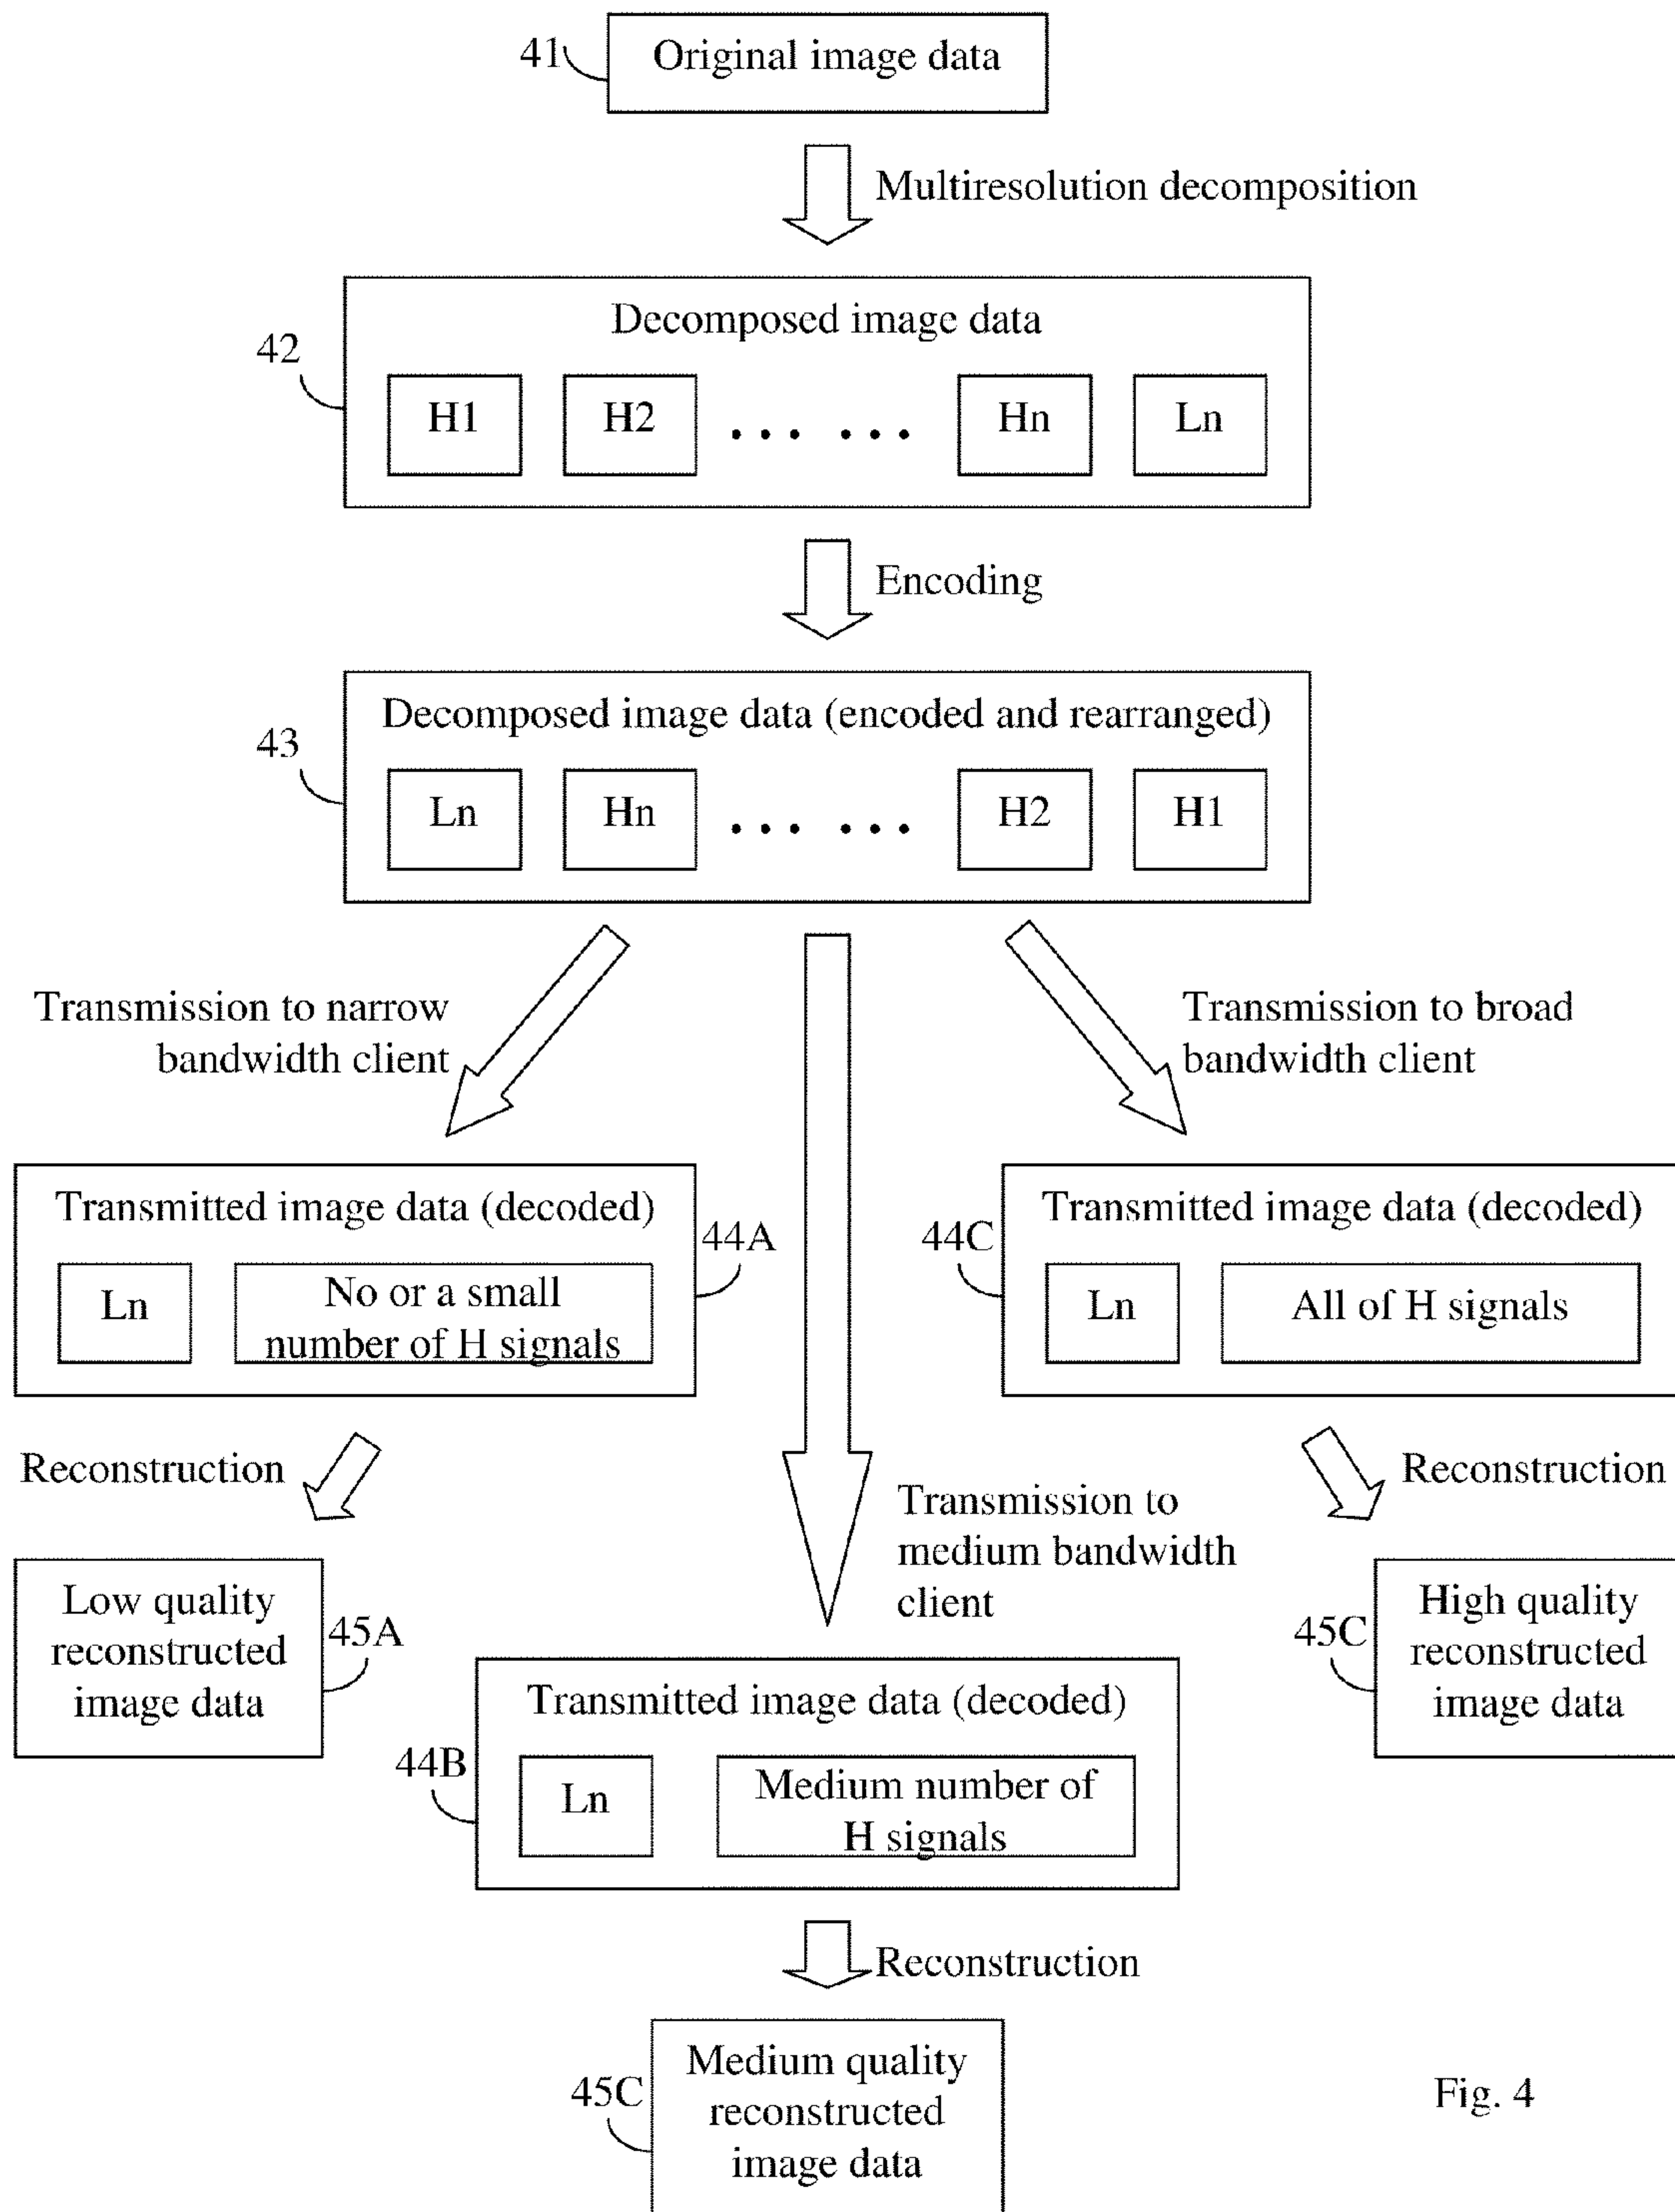 41
Original image data
Multiresolution decomposition
42
Decomposed image data
H1 H2 ... ... Hn Ln
Encoding
43
Decomposed image data (encoded and rearranged)
Ln Hn ... ... H2 H1
Transmission to narrow
bandwidth client
Transmission to broad
bandwidth client
Transmitted image data (decoded)
44A
Ln
No or a small
number of H signals
44C
Transmitted image data (decoded)
Ln
All of H signals
Reconstruction
Transmission to
medium bandwidth
client
Reconstruction
Low quality
reconstructed
image data
45A
45C
High quality
reconstructed
image data
Transmitted image data (decoded)
44B
Ln
Medium number of
H signals
Reconstruction
45C
Medium quality
reconstructed
image data
Fig. 4